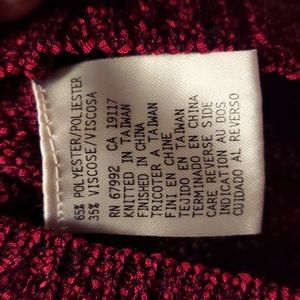 65% POLYESTER/POLIESTER
35% VISCOSE/VISCOSA
RN 67992 CA 19117
KNITTED IN TAIWAN
FINISHED IN CHINA
TRICOTER TAIWAN
FINI EN CHINE
TEJIDO EN TAIWAN
TERMINADO EN CHINA
CARE REVERSE SIDE
INDICATION AU DOS
CUIDADO AL REVERSO